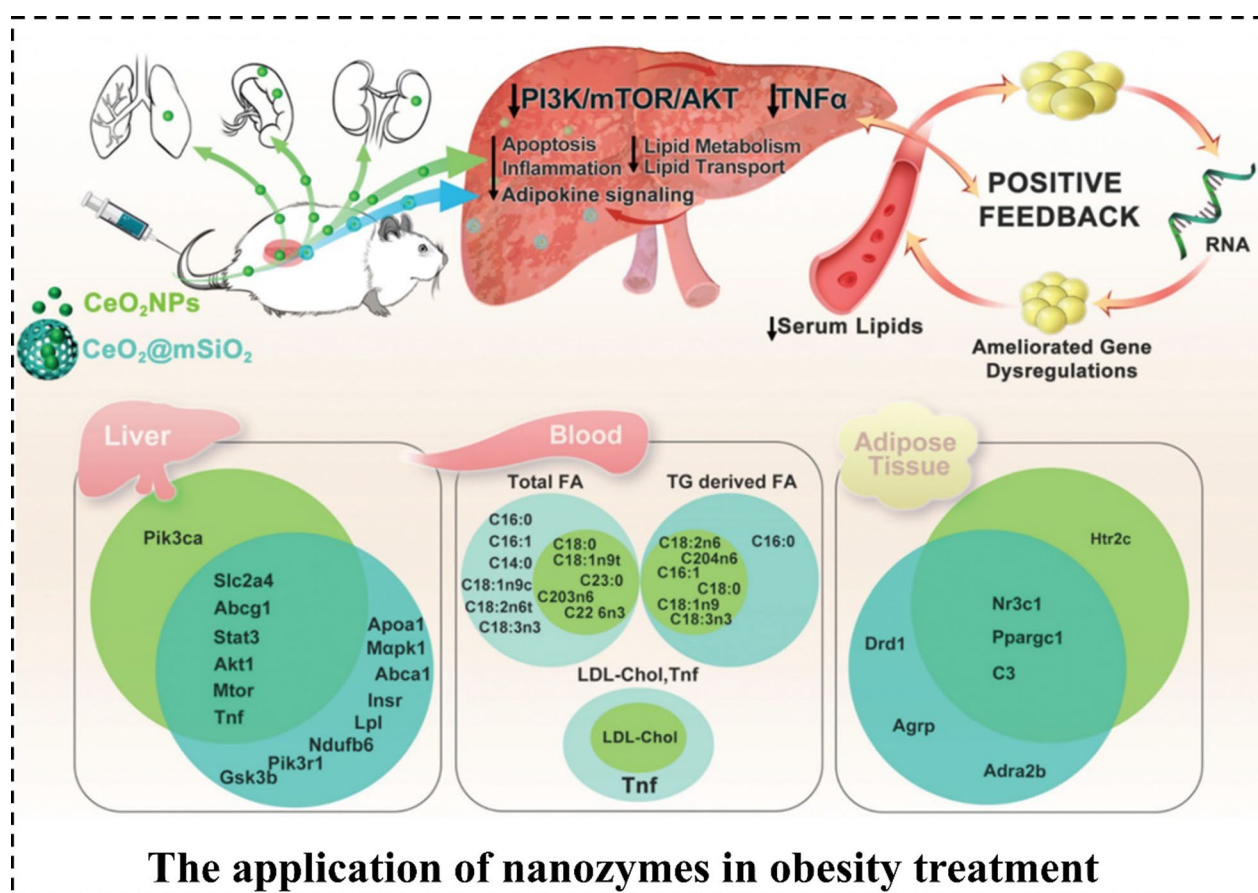 ↓PI3K/mTOR/AKT ↓TNFα
Apoptosis
Inflammation
↓Adipokine signaling
↓Lipid Metabolism
Lipid Transport
POSITIVE
FEEDBACK
RNA
CeO₂NPs
CeO₂@mSiO₂
↓Serum Lipids
Ameliorated Gene
Dysregulations
Liver
Pik3ca
Slc2a4
Abcg1
Stat3
Akt1
Mtor
Tnf
Apoa1
Mαpk1
Abca1
Insr
Lpl
Ndufb6
Pik3r1
Gsk3b
Blood
Total FA
C16:0
C16:1
C14:0
C18:1n9c
C18:2n6t
C18:3n3
C18:0
C18:1n9t
C23:0
C203n6
C22 6n3
TG derived FA
C18:2n6
C204n6
C16:1
C18:0
C18:1n9
C18:3n3
C16:0
LDL-Chol,Tnf
LDL-Chol
Tnf
Adipose
Tissue
Htr2c
Nr3c1
Ppargc1
C3
Drd1
Agrp
Adra2b
The application of nanozymes in obesity treatment